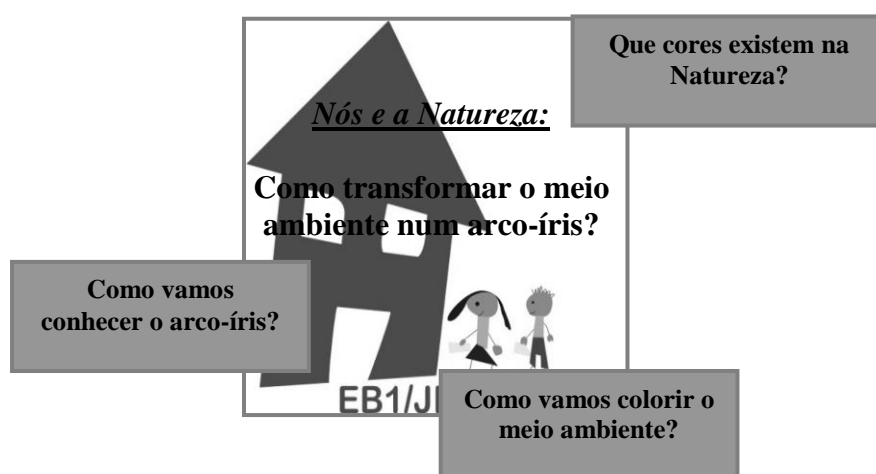 Que cores existem na
Natureza?
Nós e a Natureza:
Como transformar o meio
ambiente num arco-íris?
Como vamos
conhecer o arco-íris?
EB1/JI
Como vamos colorir o
meio ambiente?